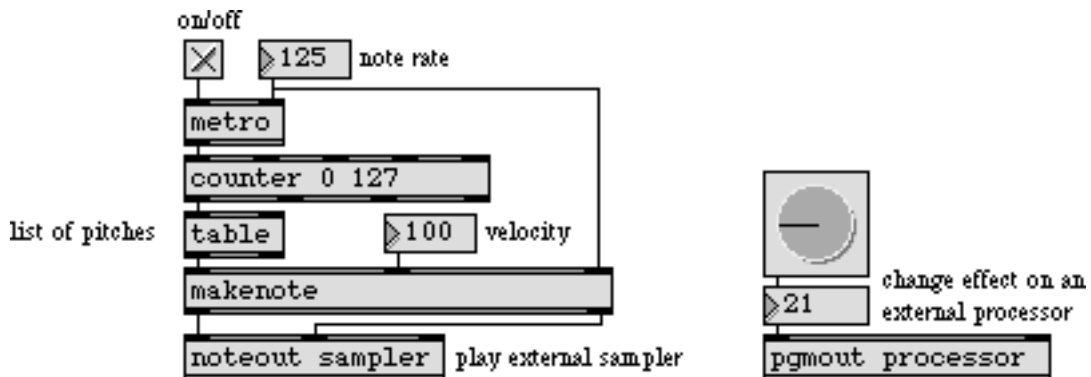 on/off
125 note rate
metro
counter 0 127
list of pitches table 100 velocity
makenote
noteout sampler play external sampler
change effect on an
external processor
21
pgmout processor